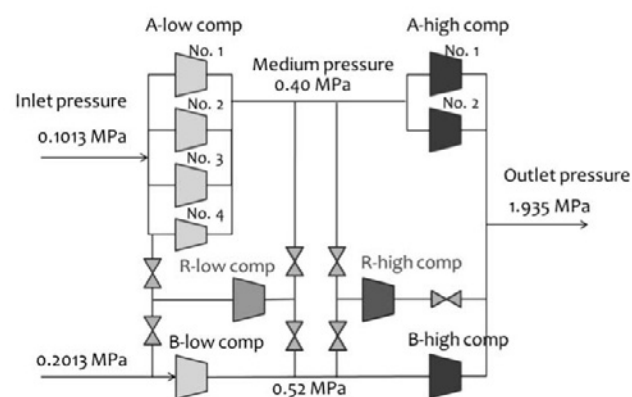 A-low comp
A-high comp
No. 1
No. 1
Medium pressure
0.40 MPa
Inlet pressure
0.1013 MPa
No. 2
No. 2
No. 3
Outlet pressure
1.935 MPa
No. 4
R-low comp
R-high comp
B-low comp
B-high comp
0.2013 MPa
0.52 MPa